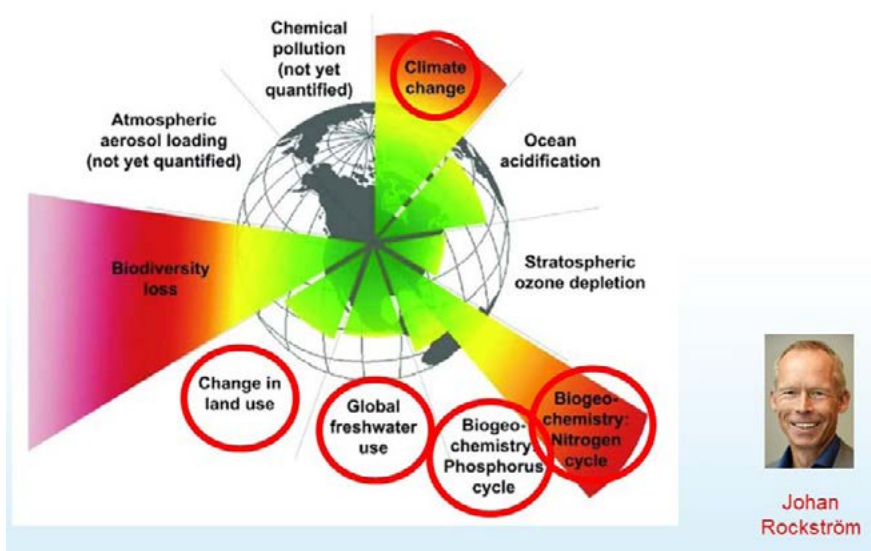 Chemical
pollution
(not yet
quantified)
Climate
change
Atmospheric
aerosol loading
(not yet quantified)
Ocean
acidification
Biodiversity
loss
Stratospheric
ozone depletion
Change in
land use
Global
freshwater
use
Biogeo-
chemistry:
Phosphorus
cycle
Biogeo-
chemistry:
Nitrogen
cycle
Johan
Rockström